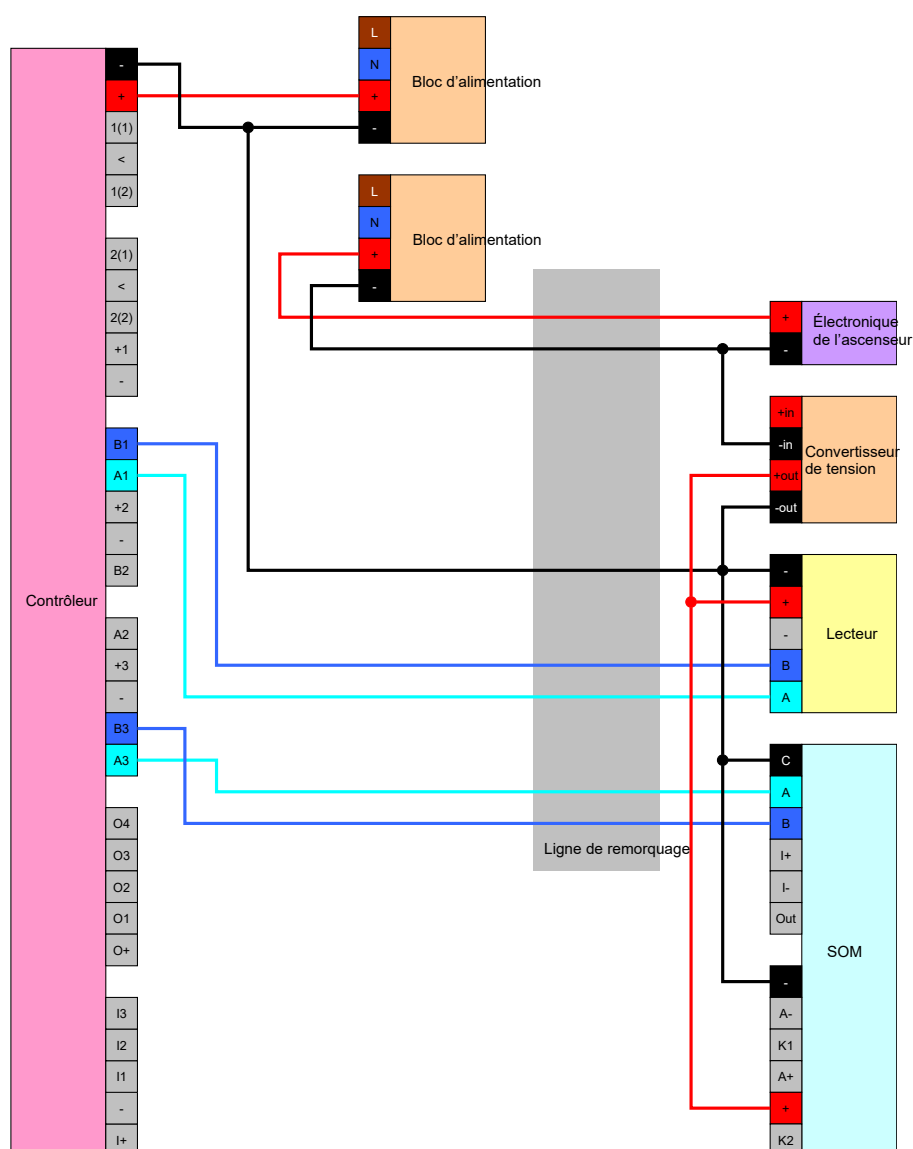 L
N
+
-
Bloc d’alimentation
L
N
+
-
Bloc d’alimentation
Contrôleur
-
+
1(1)
<
1(2)
2(1)
<
2(2)
+1
-
B1
A1
+2
-
B2
A2
+3
-
B3
A3
O4
O3
O2
O1
O+
I3
I2
I1
-
I+
Ligne de remorquage
+
-
Électronique
de l’ascenseur
+in
-in
+out
-out
Convertisseur
de tension
-
+
-
B
A
Lecteur
C
A
B
I+
I-
Out
-
A-
K1
A+
+
K2
SOM